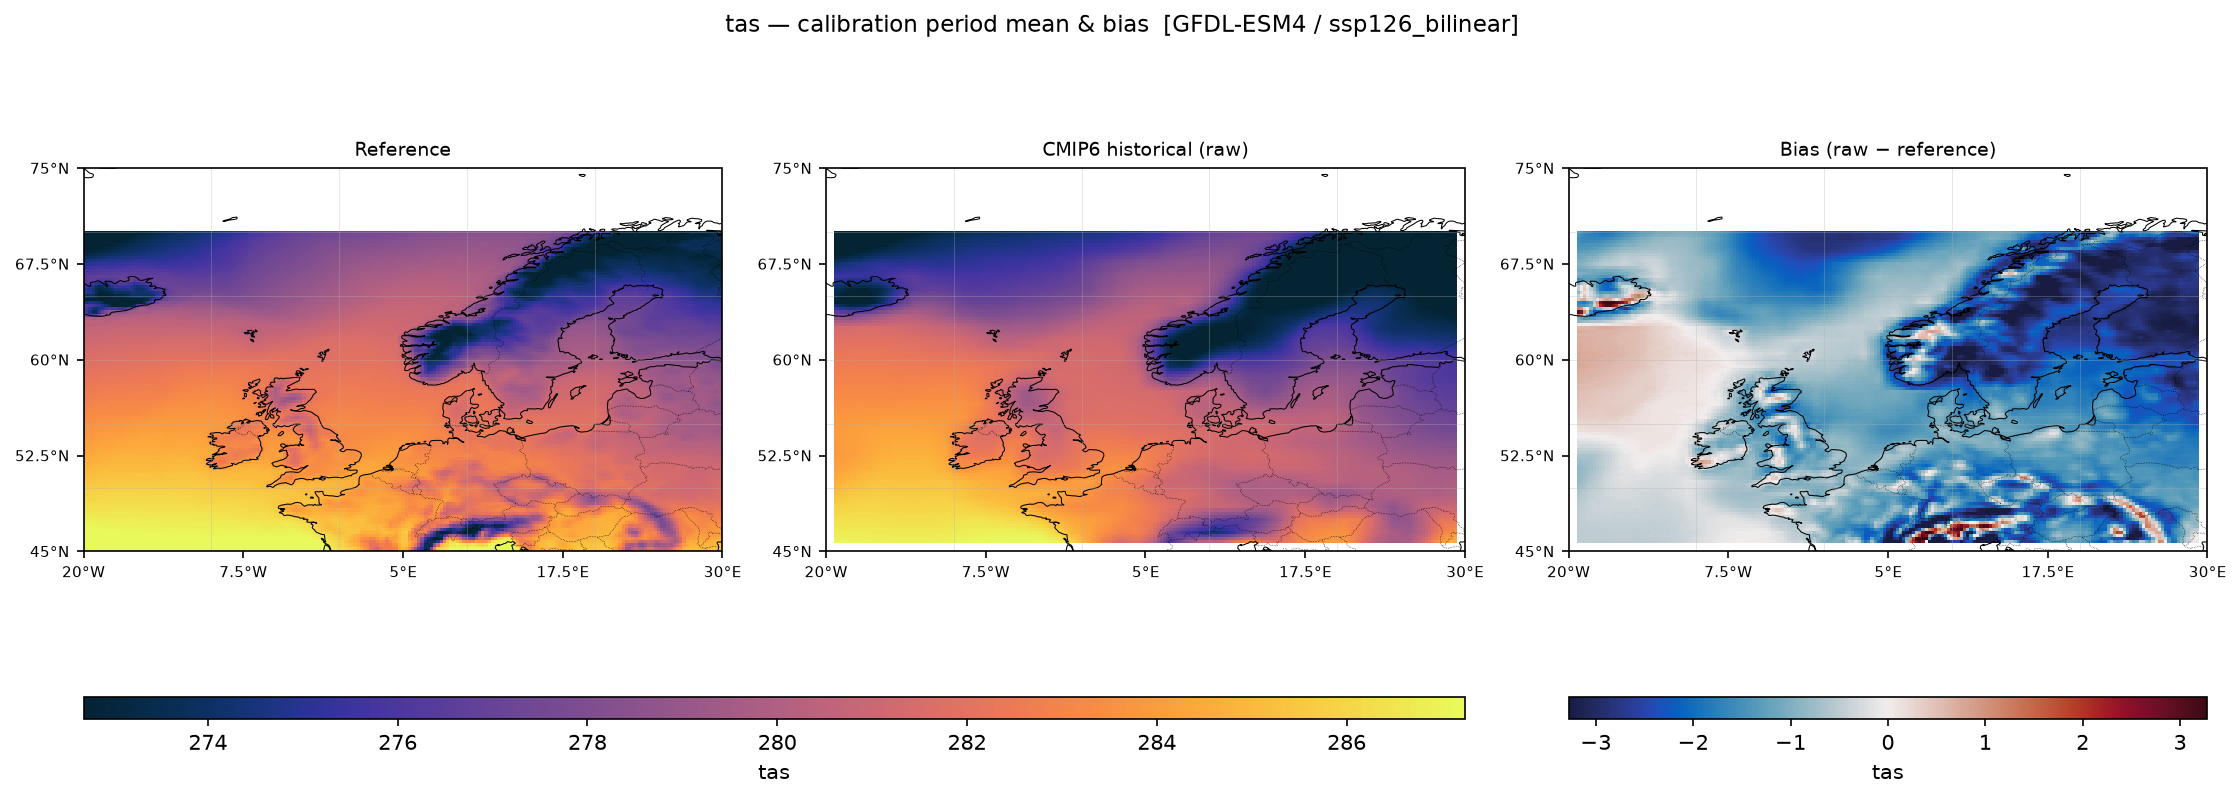 tas — calibration period mean & bias  [GFDL-ESM4 / ssp126_bilinear]
Reference
75°N
67.5°N
60°N
52.5°N
45°N
20°W 7.5°W 5°E 17.5°E 30°E
CMIP6 historical (raw)
75°N
67.5°N
60°N
52.5°N
45°N
20°W 7.5°W 5°E 17.5°E 30°E
Bias (raw − reference)
75°N
67.5°N
60°N
52.5°N
45°N
20°W 7.5°W 5°E 17.5°E 30°E
274 276 278 280 282 284 286
tas
−3 −2 −1 0 1 2 3
tas